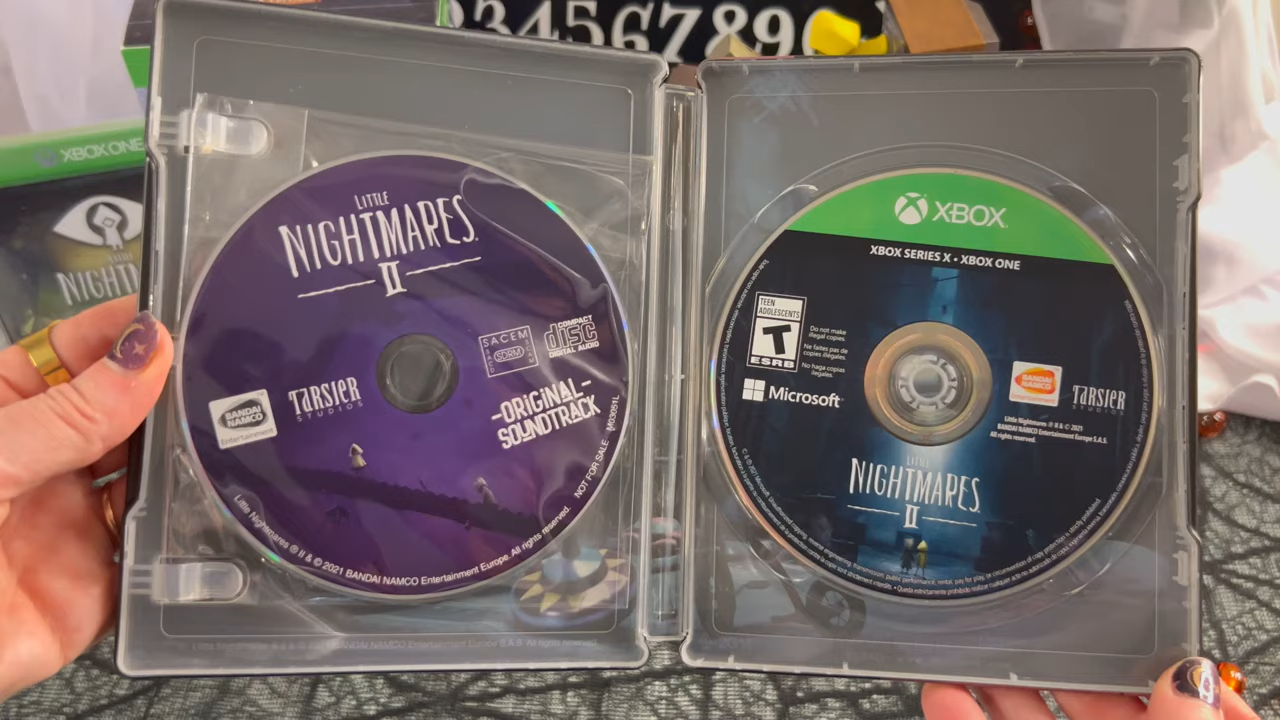 234567890
XBOX ONE
LITTLE
NIGHTM
LITTLE
NIGHTMARES
II
SACEM
SDRM
COMPACT
disc
DIGITAL AUDIO
BANDAI
NAMCO
Entertainment
TARSIER
STUDIOS
-ORIGINAL-
SOUNDTRACK
NOT FOR SALE M03051L
Little Nightmares ® II & © 2021 BANDAI NAMCO Entertainment Europe. All rights reserved.
XBOX
XBOX SERIES X • XBOX ONE
TEEN
ADOLESCENTS
T
ESRB
Do not make
illegal copies.
Ne faites pas de
copies illégales.
No haga copias
ilegales.
Microsoft
BANDAI
NAMCO
TARSIER
STUDIOS
Little Nightmares ® II & © 2021
BANDAI NAMCO Entertainment Europe S.A.S.
All rights reserved.
LITTLE
NIGHTMARES
II